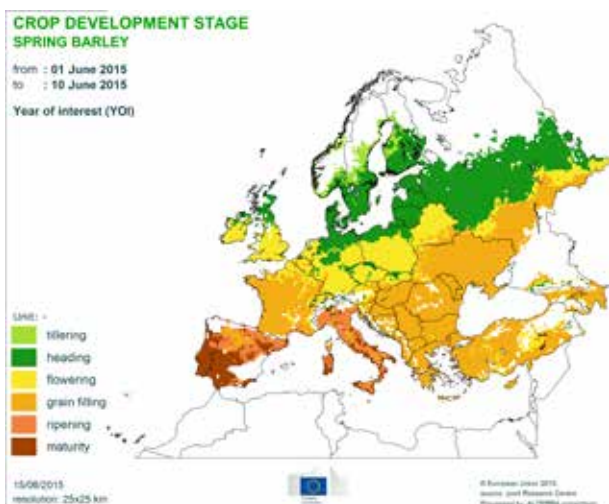 CROP DEVELOPMENT STAGE
SPRING BARLEY
from : 01 June 2015
to : 10 June 2015
Year of interest (YOI)
Unit: -
tillering
heading
flowering
grain filling
ripening
maturity
15/06/2015
resolution: 25x25 km
© European Union 2015
source: Joint Research Centre